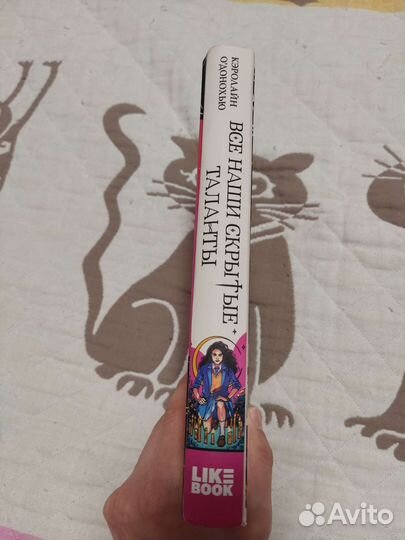 КЭРОЛАЙН
О'ДОНОХЬЮ
ВСЕ НАШИ СКРЫТЫЕ
ТАЛАНТЫ
LIKE
BOOK
Avito